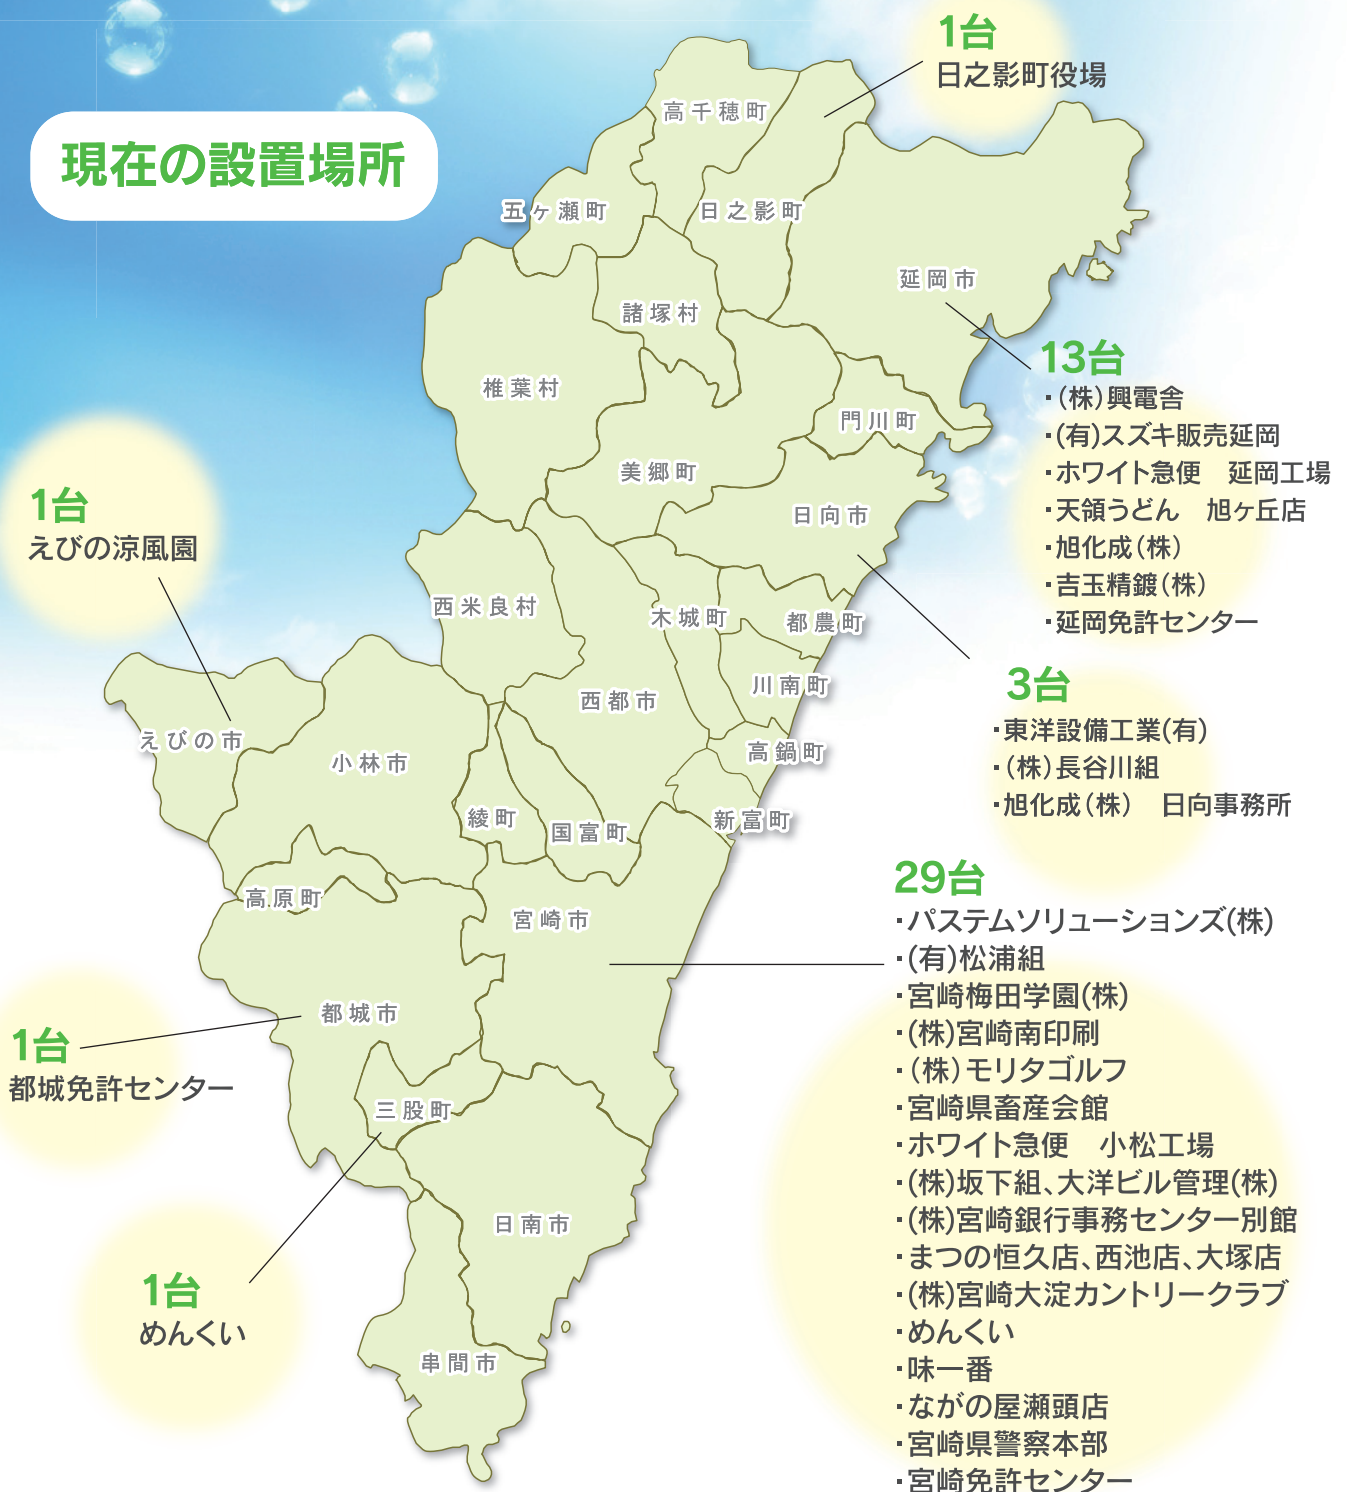 現在の設置場所
1台
日之影町役場
高千穂町
五ヶ瀬町
日之影町
延岡市
諸塚村
椎葉村
門川町
美郷町
日向市
西米良村
木城町
都農町
西都市
川南町
えびの市
小林市
高鍋町
綾町
国富町
新富町
高原町
宮崎市
都城市
三股町
日南市
串間市
13台
・(株)興電舎
・(有)スズキ販売延岡
・ホワイト急便　延岡工場
・天領うどん　旭ヶ丘店
・旭化成(株)
・吉玉精鍍(株)
・延岡免許センター
3台
・東洋設備工業(有)
・(株)長谷川組
・旭化成(株)　日向事務所
29台
・パステムソリューションズ(株)
・(有)松浦組
・宮崎梅田学園(株)
・(株)宮崎南印刷
・(株)モリタゴルフ
・宮崎県畜産会館
・ホワイト急便　小松工場
・(株)坂下組、大洋ビル管理(株)
・(株)宮崎銀行事務センター別館
・まつの恒久店、西池店、大塚店
・(株)宮崎大淀カントリークラブ
・めんくい
・味一番
・ながの屋瀬頭店
・宮崎県警察本部
・宮崎免許センター
1台
えびの涼風園
1台
都城免許センター
1台
めんくい